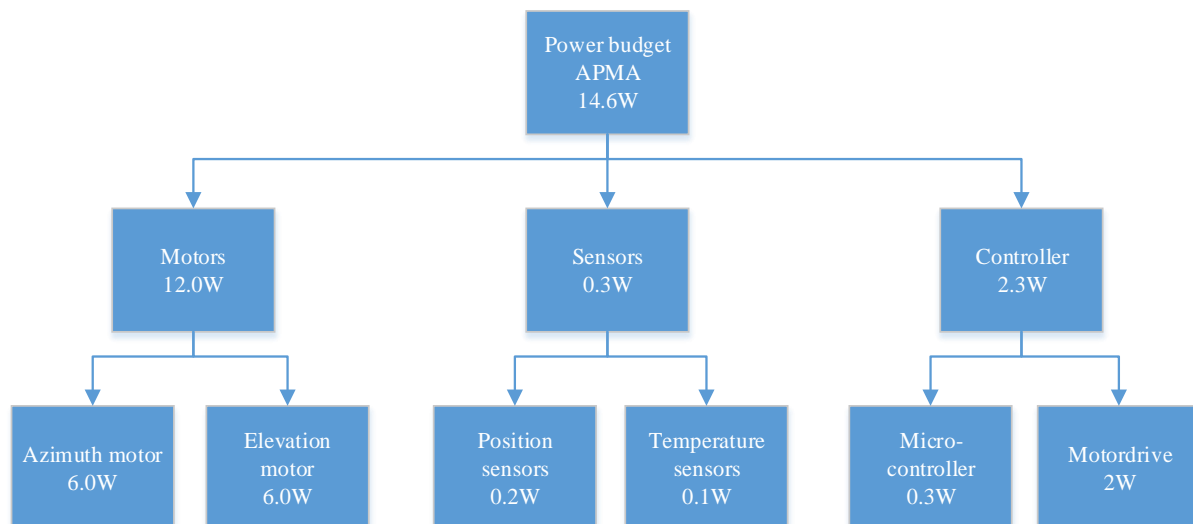 Power budget
APMA
14.6W
Motors
12.0W
Sensors
0.3W
Controller
2.3W
Azimuth motor
6.0W
Elevation
motor
6.0W
Position
sensors
0.2W
Temperature
sensors
0.1W
Micro-
controller
0.3W
Motordrive
2W